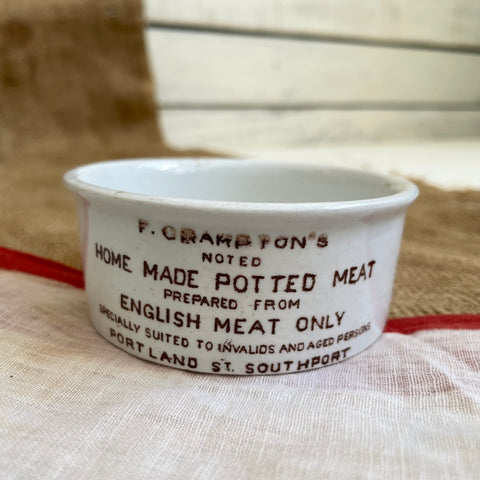 F. CRAMPTON'S
NOTED
HOME MADE POTTED MEAT
PREPARED FROM
ENGLISH MEAT ONLY
SPECIALLY SUITED TO INVALIDS AND AGED PERSONS
PORTLAND ST. SOUTHPORT